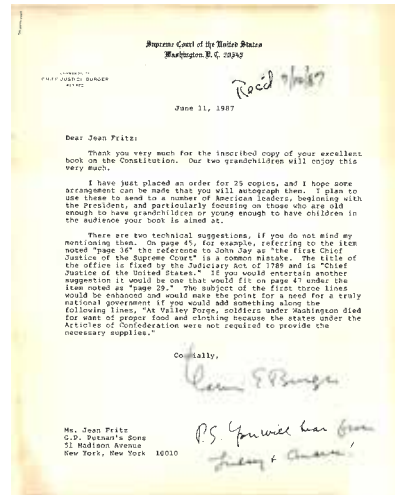 Supreme Court of the United States
Washington, D. C. 20543
CHAMBERS OF
CHIEF JUSTICE BURGER
RETIRED
Rec'd
June 11, 1987
Dear Jean Fritz:
Thank you very much for the inscribed copy of your excellent
book on the Constitution. Our two grandchildren will enjoy this
very much.
I have just placed an order for 25 copies, and I hope some
arrangement can be made that you will autograph them. I plan to
use these to send to a number of American leaders, beginning with
the President, and particularly focusing on those who are old
enough to have grandchildren or young enough to have children in
the audience your book is aimed at.
There are two technical suggestions, if you do not mind my
mentioning them. On page 45, for example, referring to the item
noted "page 36" the reference to John Jay as "the first Chief
Justice of the Supreme Court" is a common mistake. The title of
the office is fixed by the Judiciary Act of 1789 and is "Chief
Justice of the United States." If you would entertain another
suggestion it would be one that would fit on page 47 under the
item noted as "page 29." The subject of the first three lines
would be enhanced and would make the point for a need for a truly
national government if you would add something along the
following lines, "At Valley Forge, soldiers under Washington died
for want of proper food and clothing because the states under the
Articles of Confederation were not required to provide the
necessary supplies."
Cordially,
Ms. Jean Fritz
G.P. Putnam's Sons
51 Madison Avenue
New York, New York 10010
P.S. You will hear from